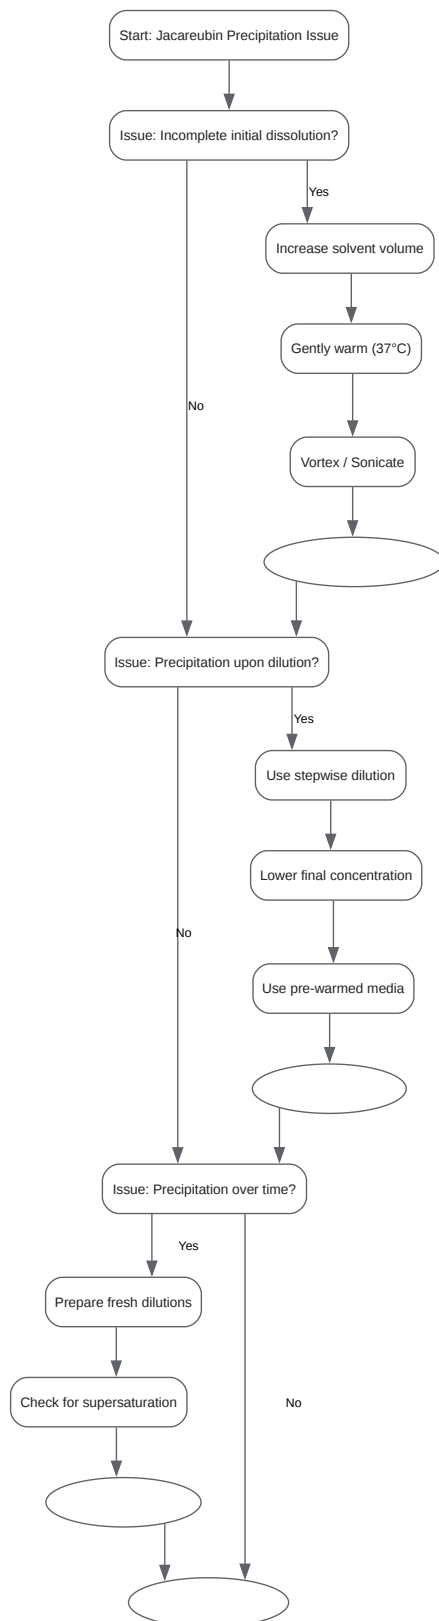 Start: Jacareubin Precipitation Issue
Issue: Incomplete initial dissolution?
Yes
Increase solvent volume
Gently warm (37°C)
No
Vortex / Sonicate
Issue: Precipitation upon dilution?
Yes
Use stepwise dilution
Lower final concentration
No
Use pre-warmed media
Issue: Precipitation over time?
Yes
Prepare fresh dilutions
Check for supersaturation
No